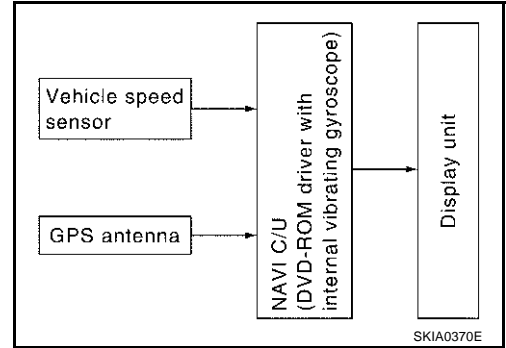 Vehicle speed
sensor
GPS antenna
NAVI C/U
(DVD-ROM driver with
internal vibrating gyroscope)
Display unit
SKIA0370E